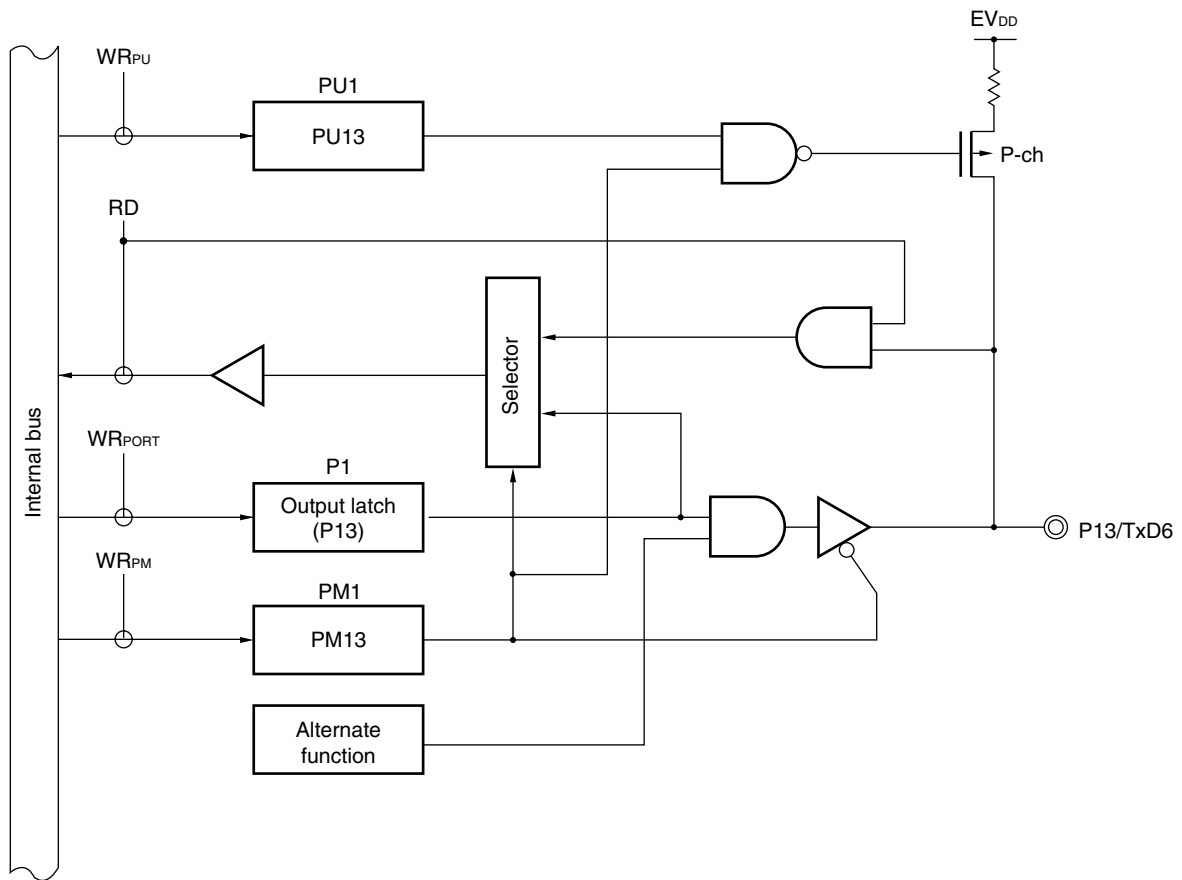 EVDD
WRPU
PU1
PU13
P-ch
RD
Selector
Internal bus
WRPORT
P1
Output latch
(P13)
P13/TxD6
WRPM
PM1
PM13
Alternate
function